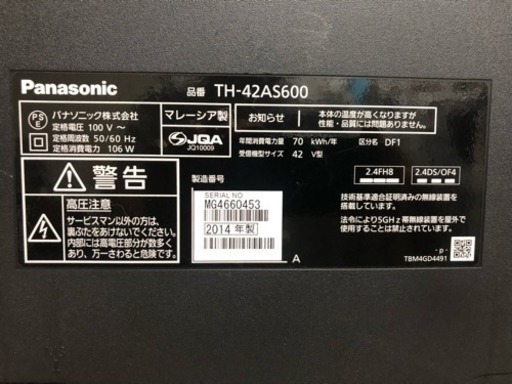 Panasonic
品番 TH-42AS600
PS
E
パナソニック株式会社
定格電圧 100 V ～
定格周波数 50/60 Hz
定格消費電力 106 W
マレーシア製
JQA
JQ10009
お知らせ
本体の温度が高くなりますが
性能・品質には問題ありません。
年間消費電力量 70 kWh/年 区分名 DF1
受信機型サイズ 42 V型
警告
高圧注意
サービスマン以外の方は、
裏ぶたをあけないでください。
内部には高電圧部分が数多く
あり、万一さわると危険です。
製造番号
SERIAL NO
MG4660453
2014 年製
A
2.4FH8
2.4DS/OF4
技術基準適合証明済みの無線装置を
内蔵しています。
法令により5GHz帯無線装置を屋外で
使用することは禁止されています。
- p -
TBM4GD4491